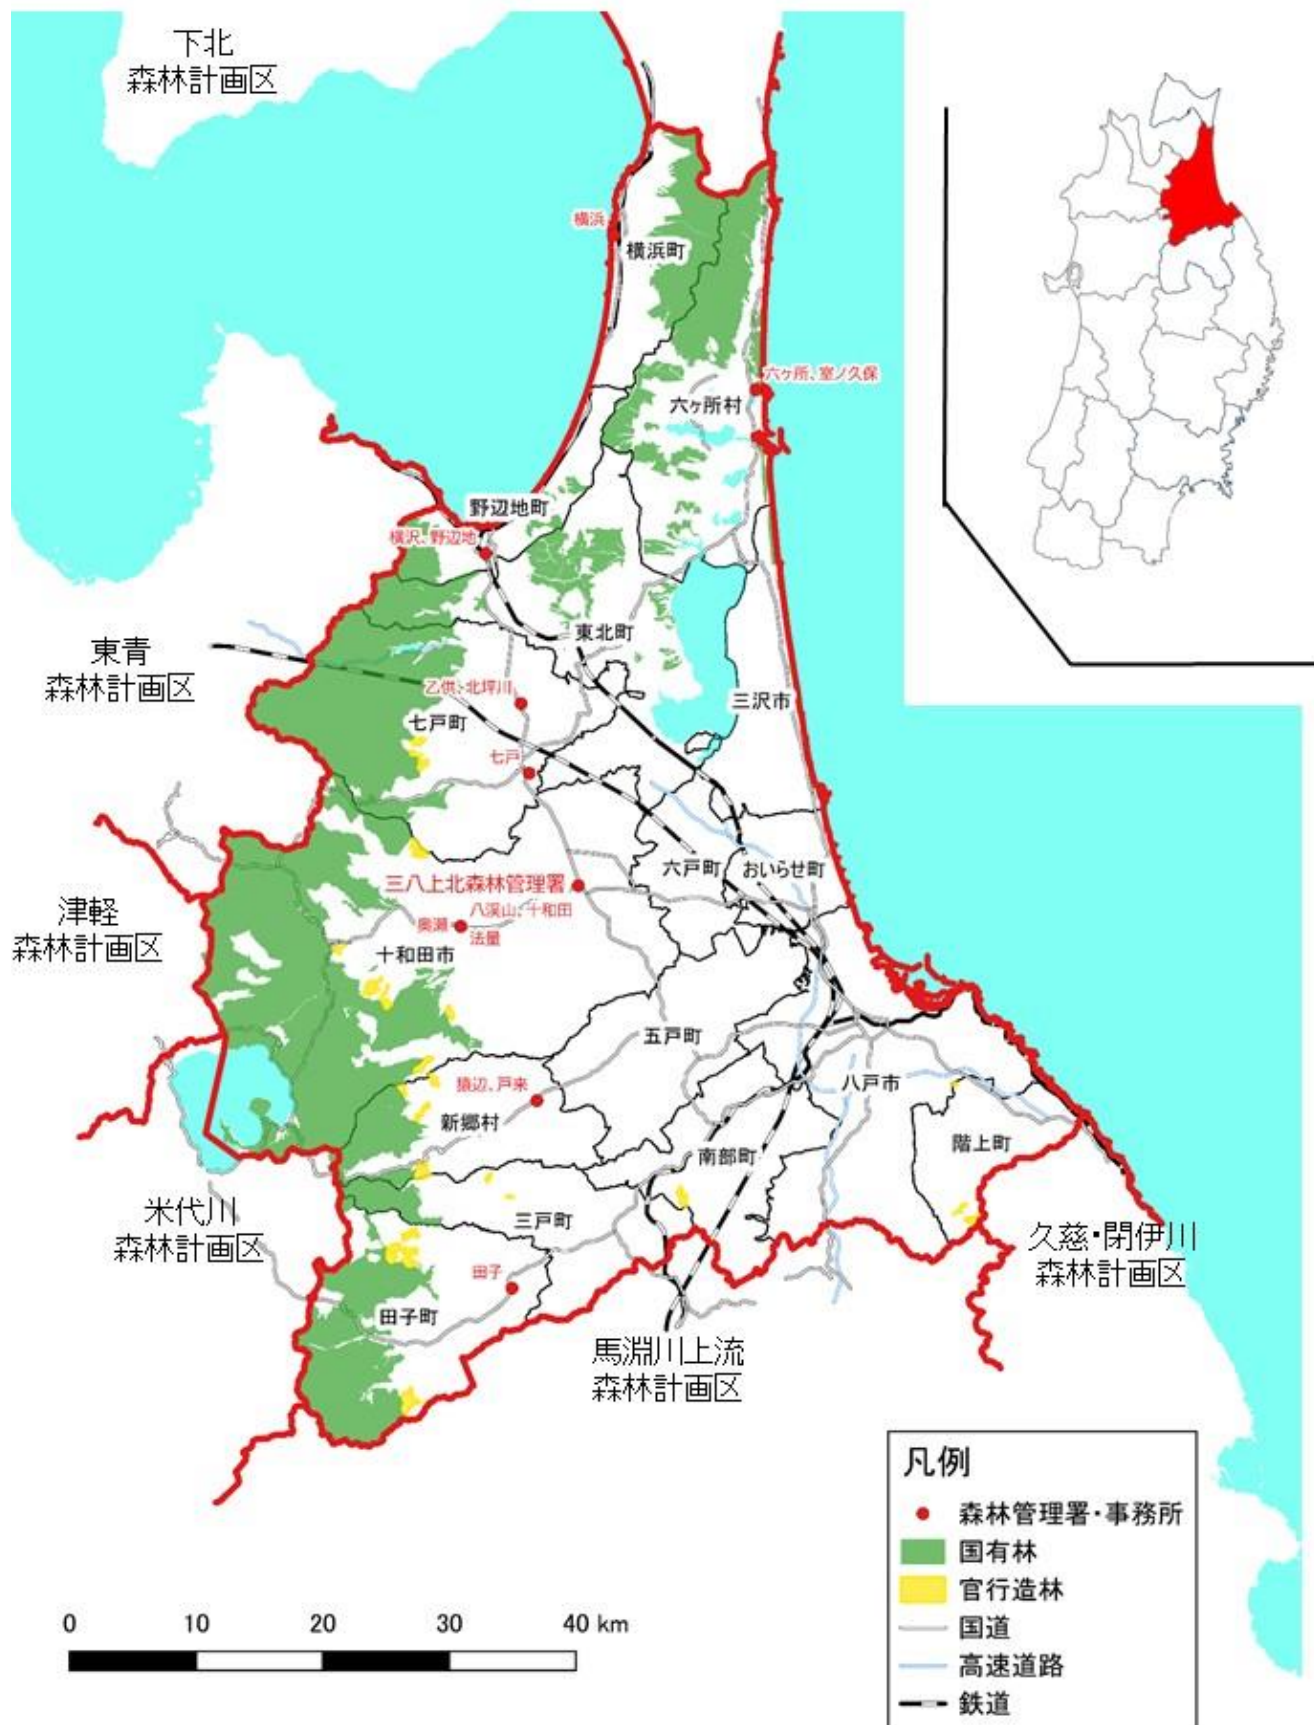 下北
森林計画区
横浜
横浜町
六ヶ所、室ノ久保
六ヶ所村
野辺地町
横沢、野辺地
東北町
東青
森林計画区
乙供、北坪川
三沢市
七戸町
七戸
六戸町
おいらせ町
三八上北森林管理署
津軽
森林計画区
八渓山、十和田
奥瀬
法量
十和田市
五戸町
八戸市
猿辺、戸来
新郷村
階上町
南部町
米代川
森林計画区
三戸町
久慈・閉伊川
森林計画区
田子
田子町
馬淵川上流
森林計画区
凡例
森林管理署・事務所
国有林
官行造林
国道
高速道路
鉄道
0 10 20 30 40 km